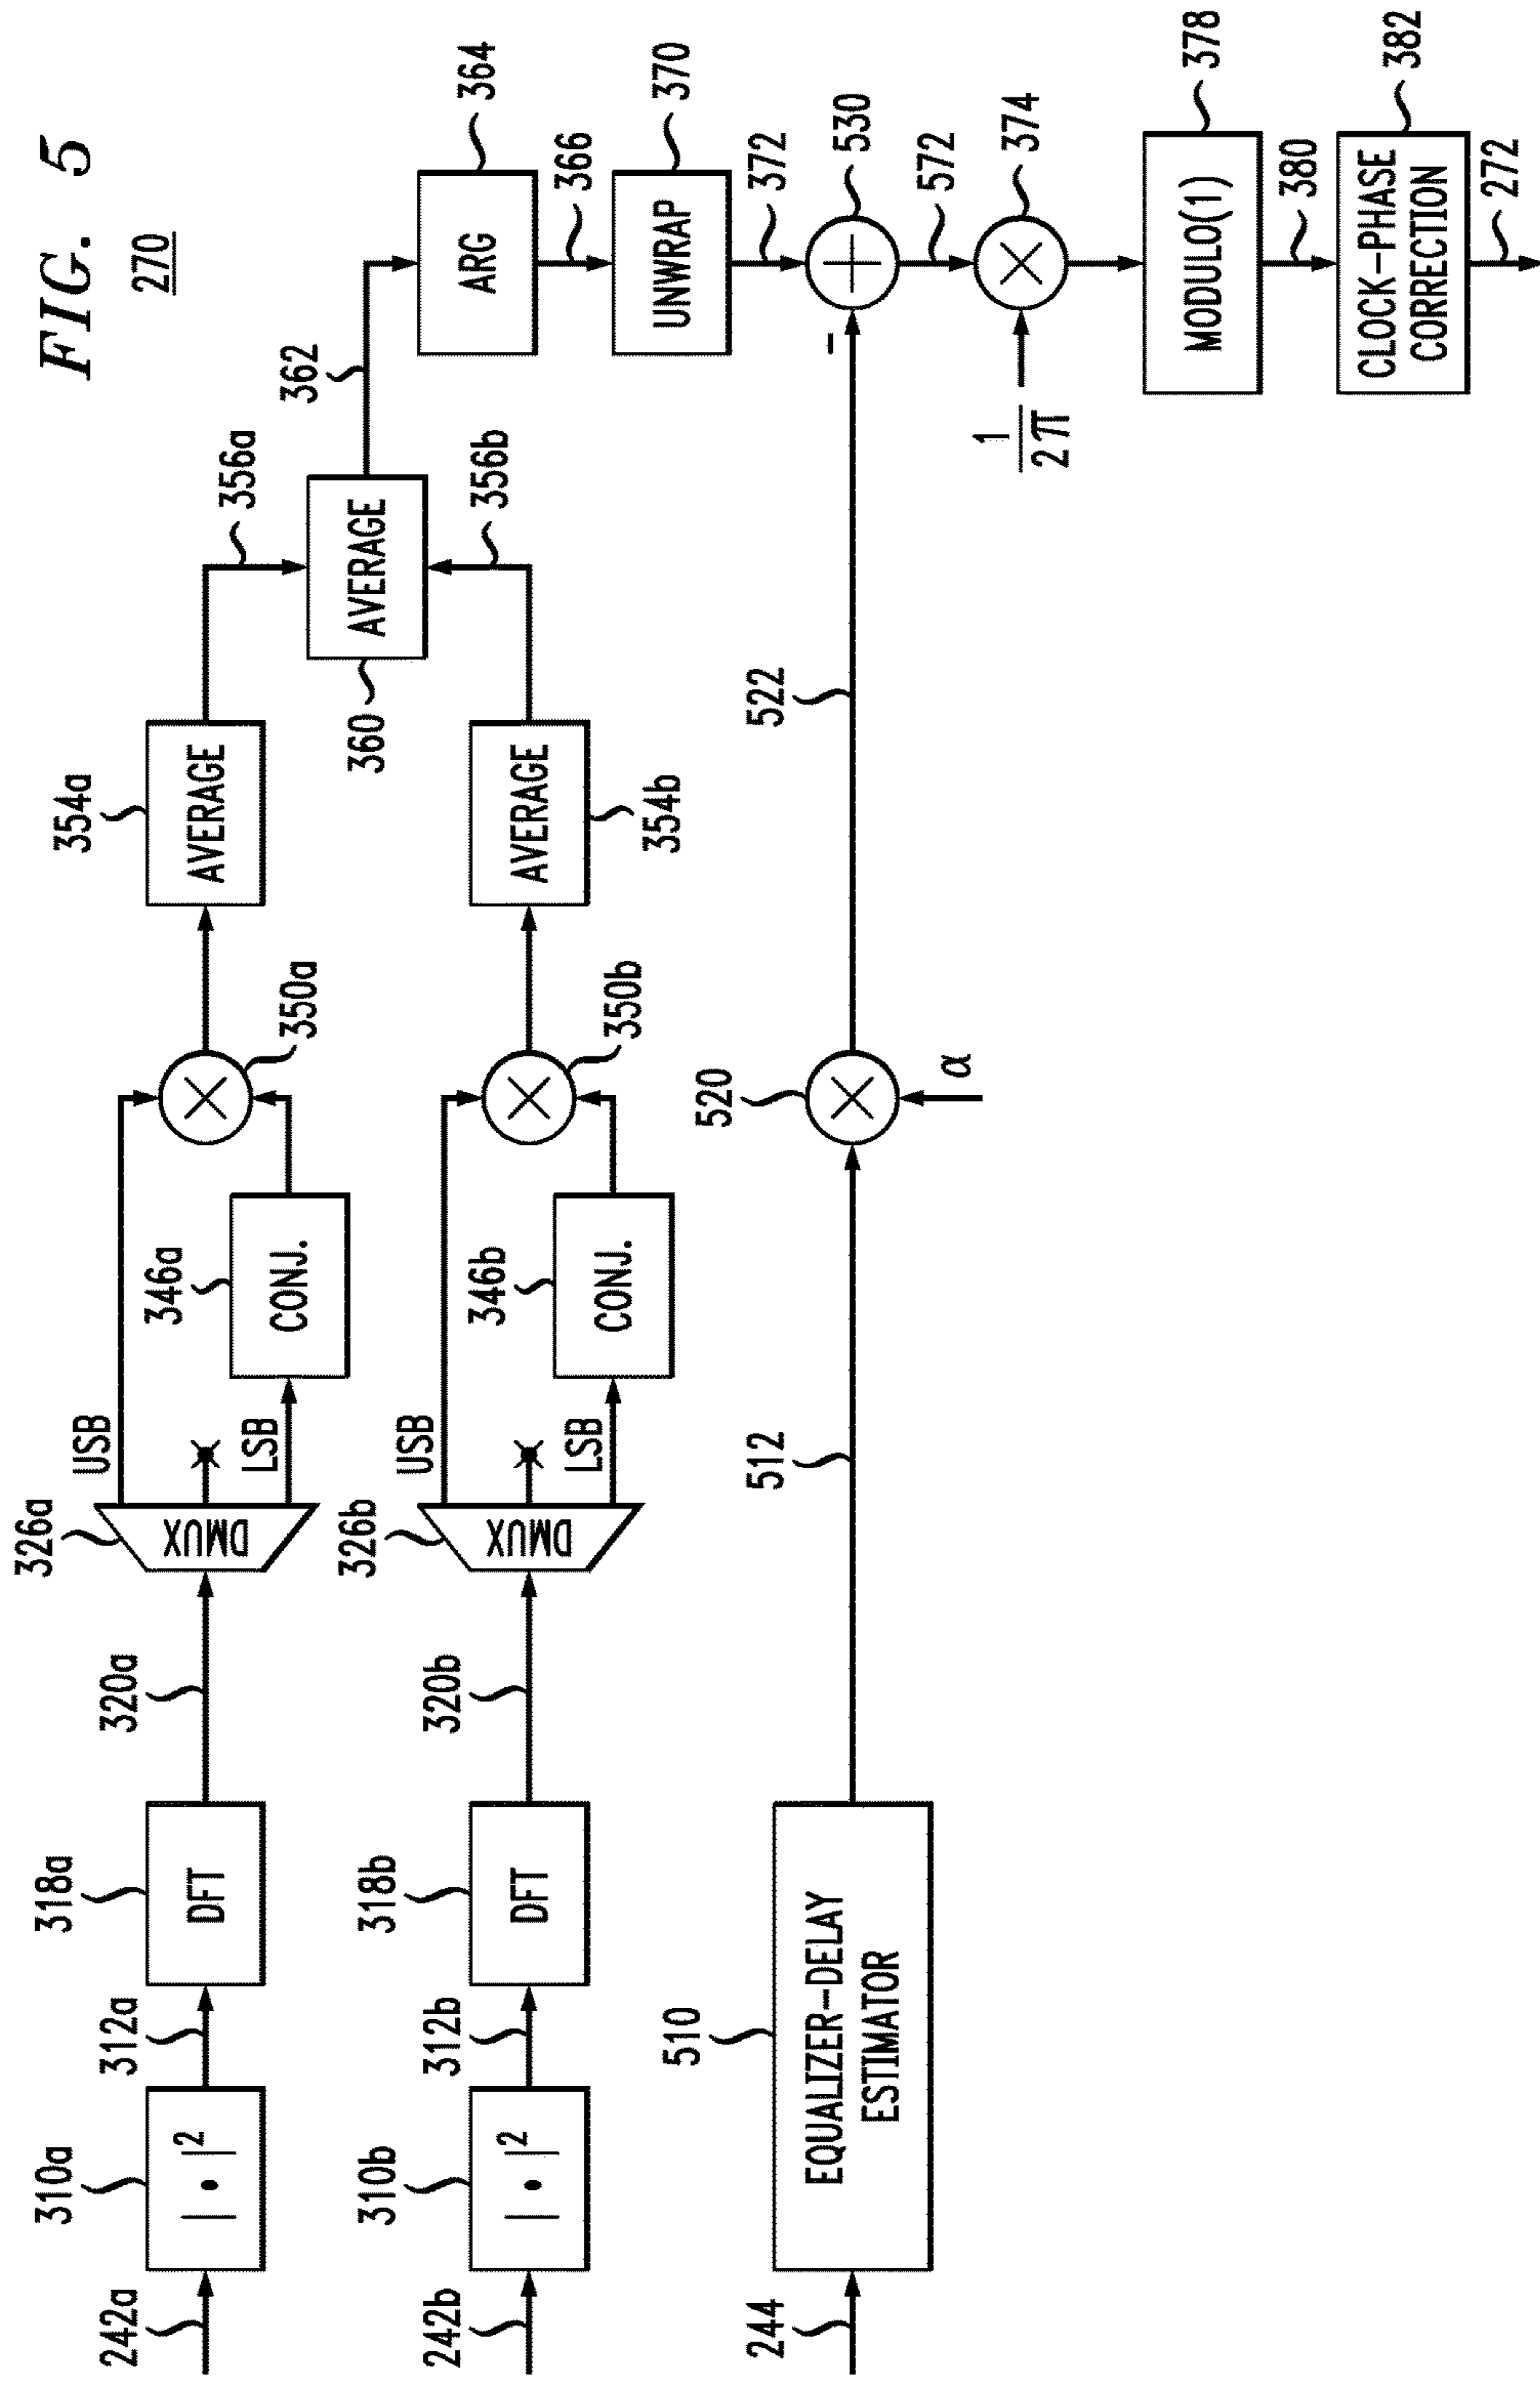 FIG. 5
270
242a
310a
| • |²
312a
318a
DFT
320a
326a
DMUX
USB
LSB
346a
CONJ.
350a
354a
AVERAGE
356a
242b
310b
| • |²
312b
318b
DFT
320b
326b
DMUX
USB
LSB
346b
CONJ.
350b
354b
AVERAGE
356b
360
AVERAGE
362
364
ARG
366
370
UNWRAP
372
244
510
EQUALIZER-DELAY
ESTIMATOR
512
520
α
522
−
530
+
572
374
1
2π
378
MODULO(1)
380
382
CLOCK-PHASE
CORRECTION
272